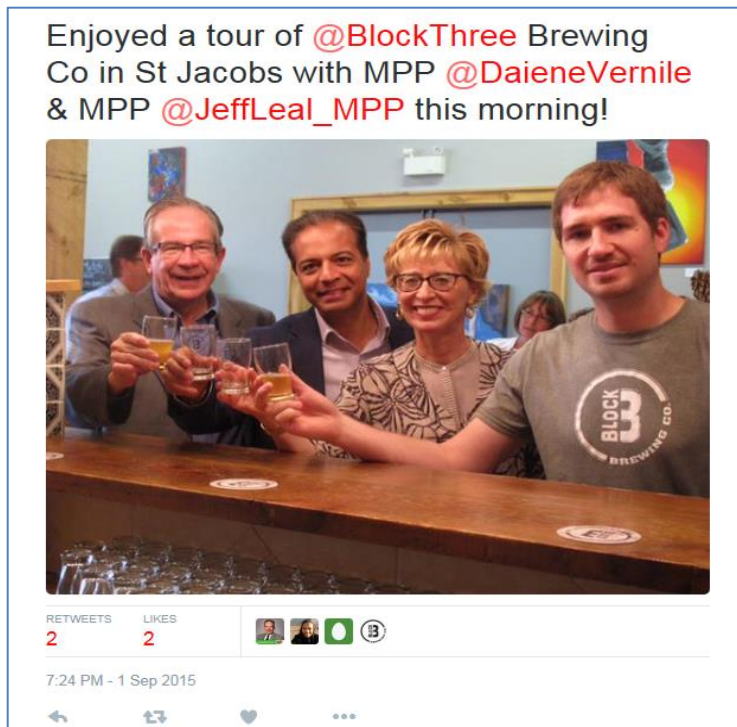 Enjoyed a tour of @BlockThree Brewing
Co in St Jacobs with MPP @DaieneVernile
& MPP @JeffLeal_MPP this morning!
BLOCK
3
BREWING CO.
RETWEETS LIKES
2 2
7:24 PM - 1 Sep 2015